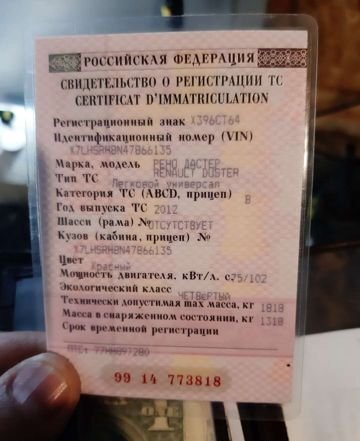 РОССИЙСКАЯ ФЕДЕРАЦИЯ
СВИДЕТЕЛЬСТВО О РЕГИСТРАЦИИ ТС
CERTIFICAT D'IMMATRICULATION
Регистрационный знак Х396СТ64
Идентификационный номер (VIN)
X7LHSRH8N47866135
Марка, модель РЕНО ДАСТЕР
RENAULT DUSTER
Тип ТС Легковой универсал
Категория ТС (ABCD, прицеп) В
Год выпуска ТС 2012
Шасси (рама) № ОТСУТСТВУЕТ
Кузов (кабина, прицеп) №
X7LHSRH8N47866135
Цвет Красный
Мощность двигателя. кВт/л. с. 75/102
Экологический класс ЧЕТВЕРТЫЙ
Технически допустимая max масса, кг 1818
Масса в снаряженном состоянии, кг 1318
Срок временной регистрации
99 14 773818